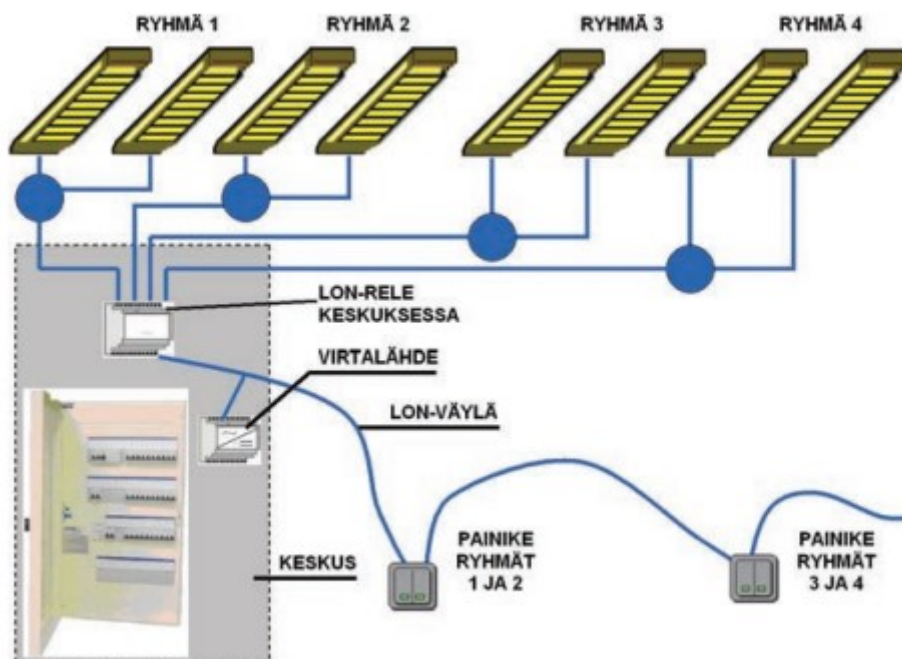 RYHMÄ 1
RYHMÄ 2
RYHMÄ 3
RYHMÄ 4
LON-RELE
KESKUKSESSA
VIRTALÄHDE
LON-VÄYLÄ
KESKUS
PAINIKE
RYHMÄT
1 JA 2
PAINIKE
RYHMÄT
3 JA 4